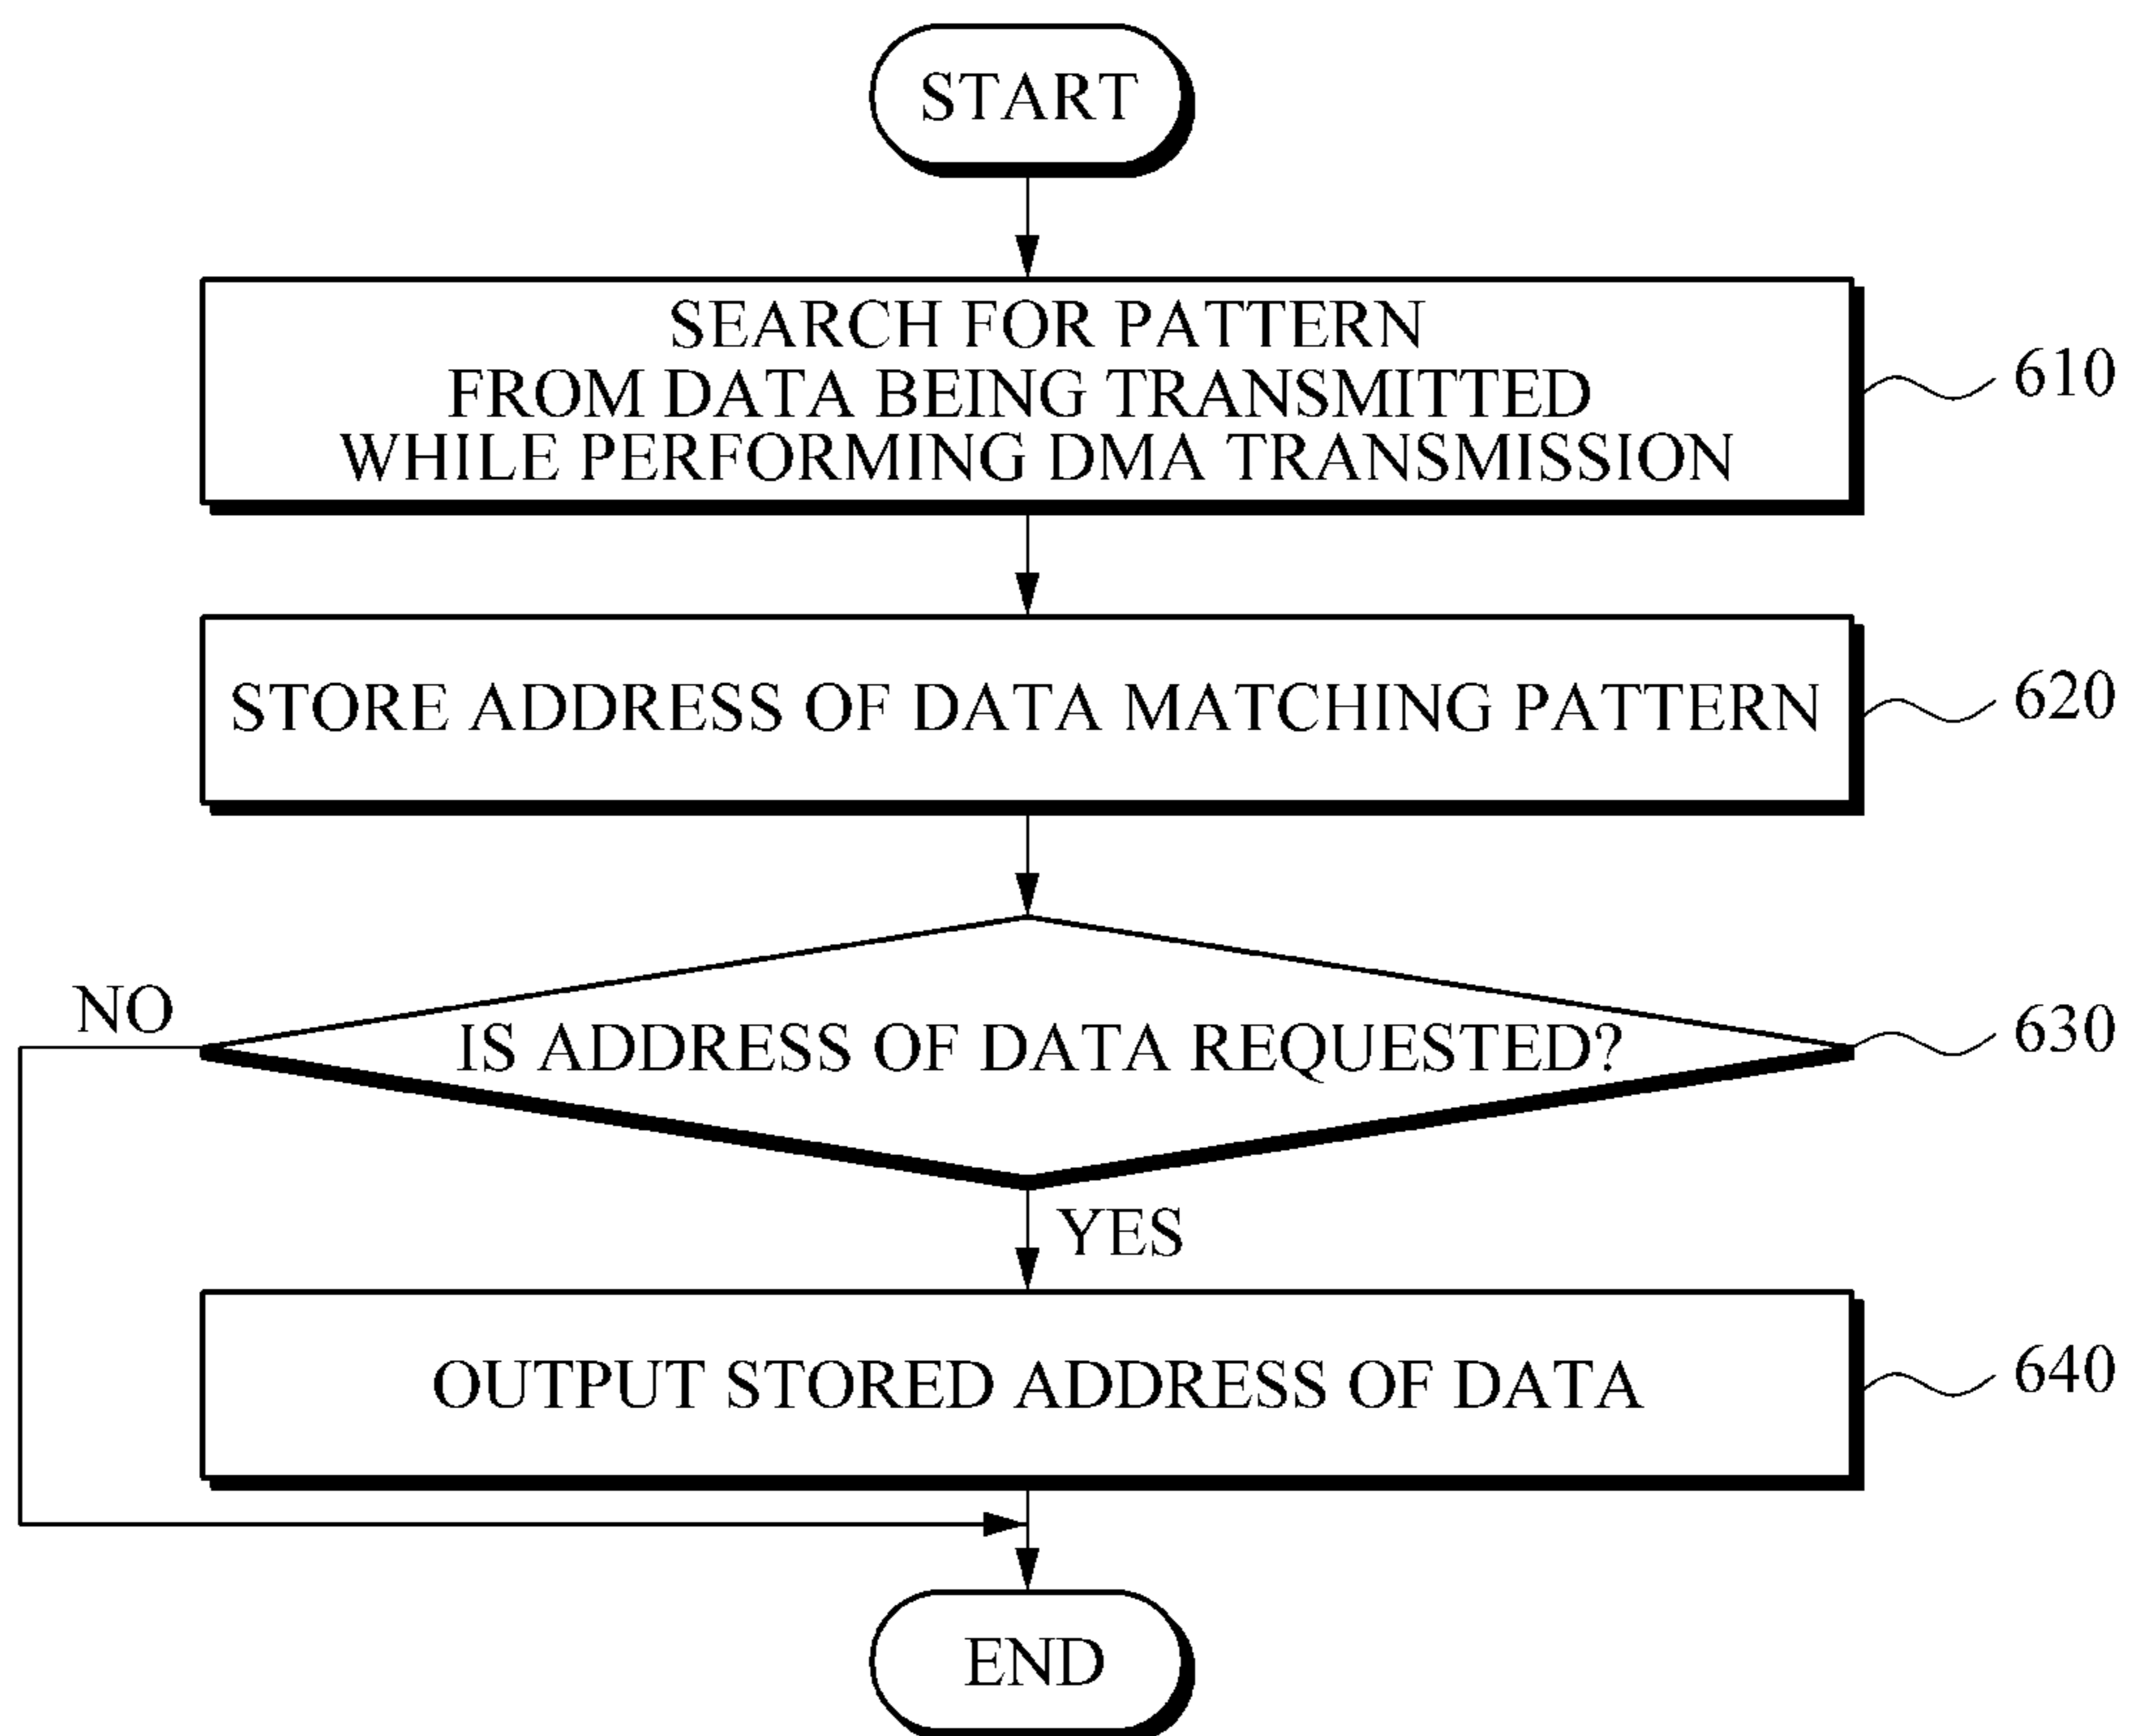 START
SEARCH FOR PATTERN
FROM DATA BEING TRANSMITTED
WHILE PERFORMING DMA TRANSMISSION
610
STORE ADDRESS OF DATA MATCHING PATTERN
620
NO
IS ADDRESS OF DATA REQUESTED?
630
YES
OUTPUT STORED ADDRESS OF DATA
640
END